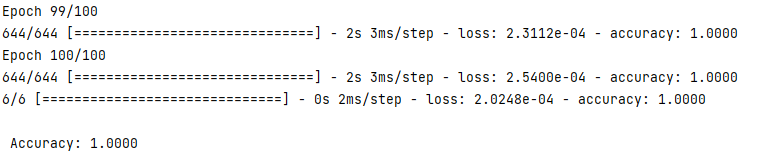 Epoch 99/100
644/644 [==============================] - 2s 3ms/step - loss: 2.3112e-04 - accuracy: 1.0000
Epoch 100/100
644/644 [==============================] - 2s 3ms/step - loss: 2.5400e-04 - accuracy: 1.0000
6/6 [==============================] - 0s 2ms/step - loss: 2.0248e-04 - accuracy: 1.0000
Accuracy: 1.0000